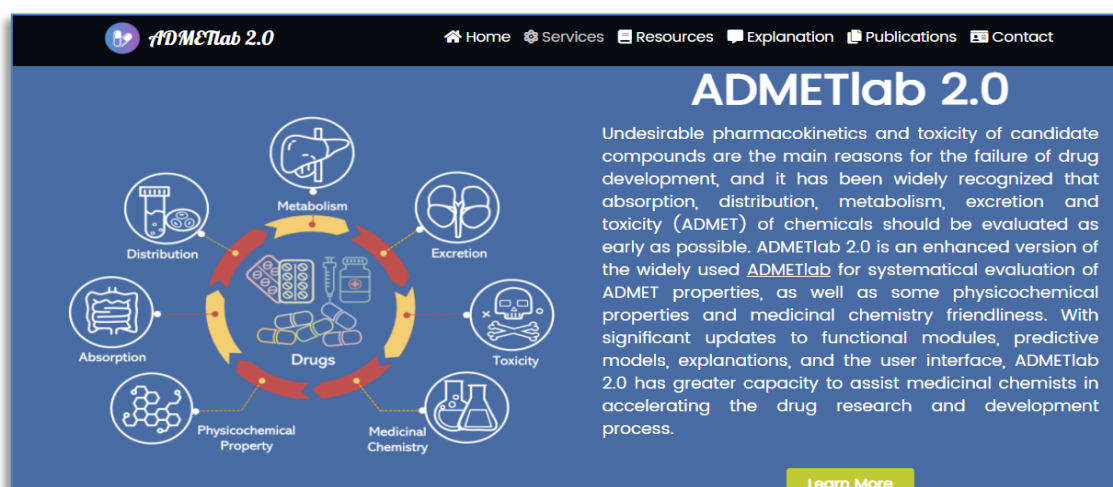 ADMETlab 2.0
Home Services Resources Explanation Publications Contact
ADMETlab 2.0
Undesirable pharmacokinetics and toxicity of candidate
compounds are the main reasons for the failure of drug
development, and it has been widely recognized that
absorption, distribution, metabolism, excretion and
toxicity (ADMET) of chemicals should be evaluated as
early as possible. ADMETlab 2.0 is an enhanced version of
the widely used ADMETlab for systematical evaluation of
ADMET properties, as well as some physicochemical
properties and medicinal chemistry friendliness. With
significant updates to functional modules, predictive
models, explanations, and the user interface, ADMETlab
2.0 has greater capacity to assist medicinal chemists in
accelerating the drug research and development
process.
Learn More
Metabolism
Distribution
Excretion
Absorption
Drugs
Toxicity
Physicochemical
Property
Medicinal
Chemistry